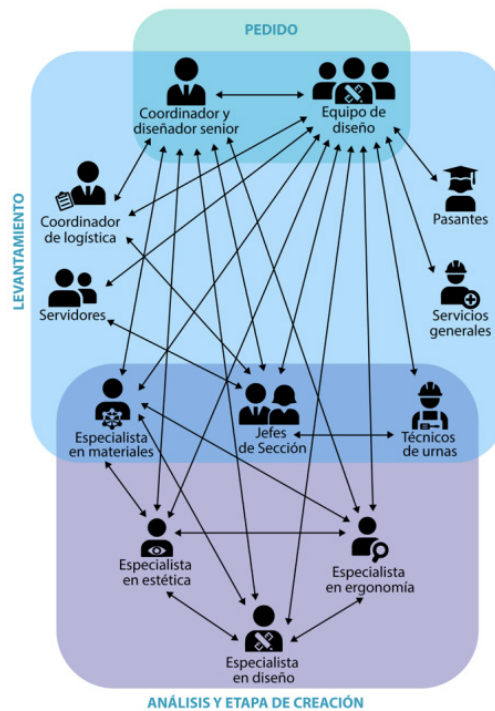 PEDIDO
Coordinador y
diseñador senior
Equipo de
diseño
LEVANTAMIENTO
Coordinador
de logística
Pasantes
Servidores
Servicios
generales
Especialista
en materiales
Jefes
de Sección
Técnicos
de urnas
Especialista
en estética
Especialista
en ergonomía
Especialista
en diseño
ANÁLISIS Y ETAPA DE CREACIÓN